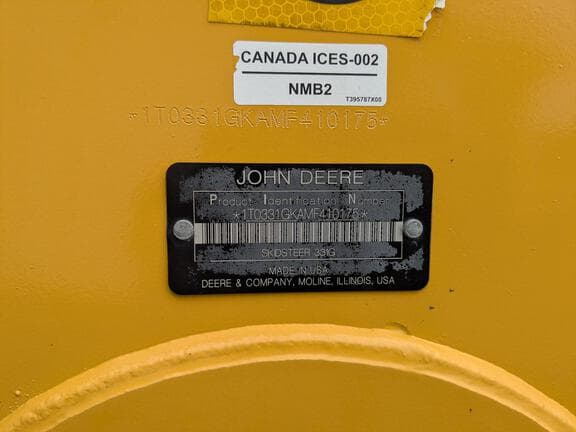 CANADA ICES-002
NMB2
T395787X00
*1T0331GKAMF410175*
JOHN DEERE
Product Identification Number
*1T0331GKAMF410175*
SKIDSTEER 331G
MADE IN USA
DEERE & COMPANY, MOLINE, ILLINOIS, USA